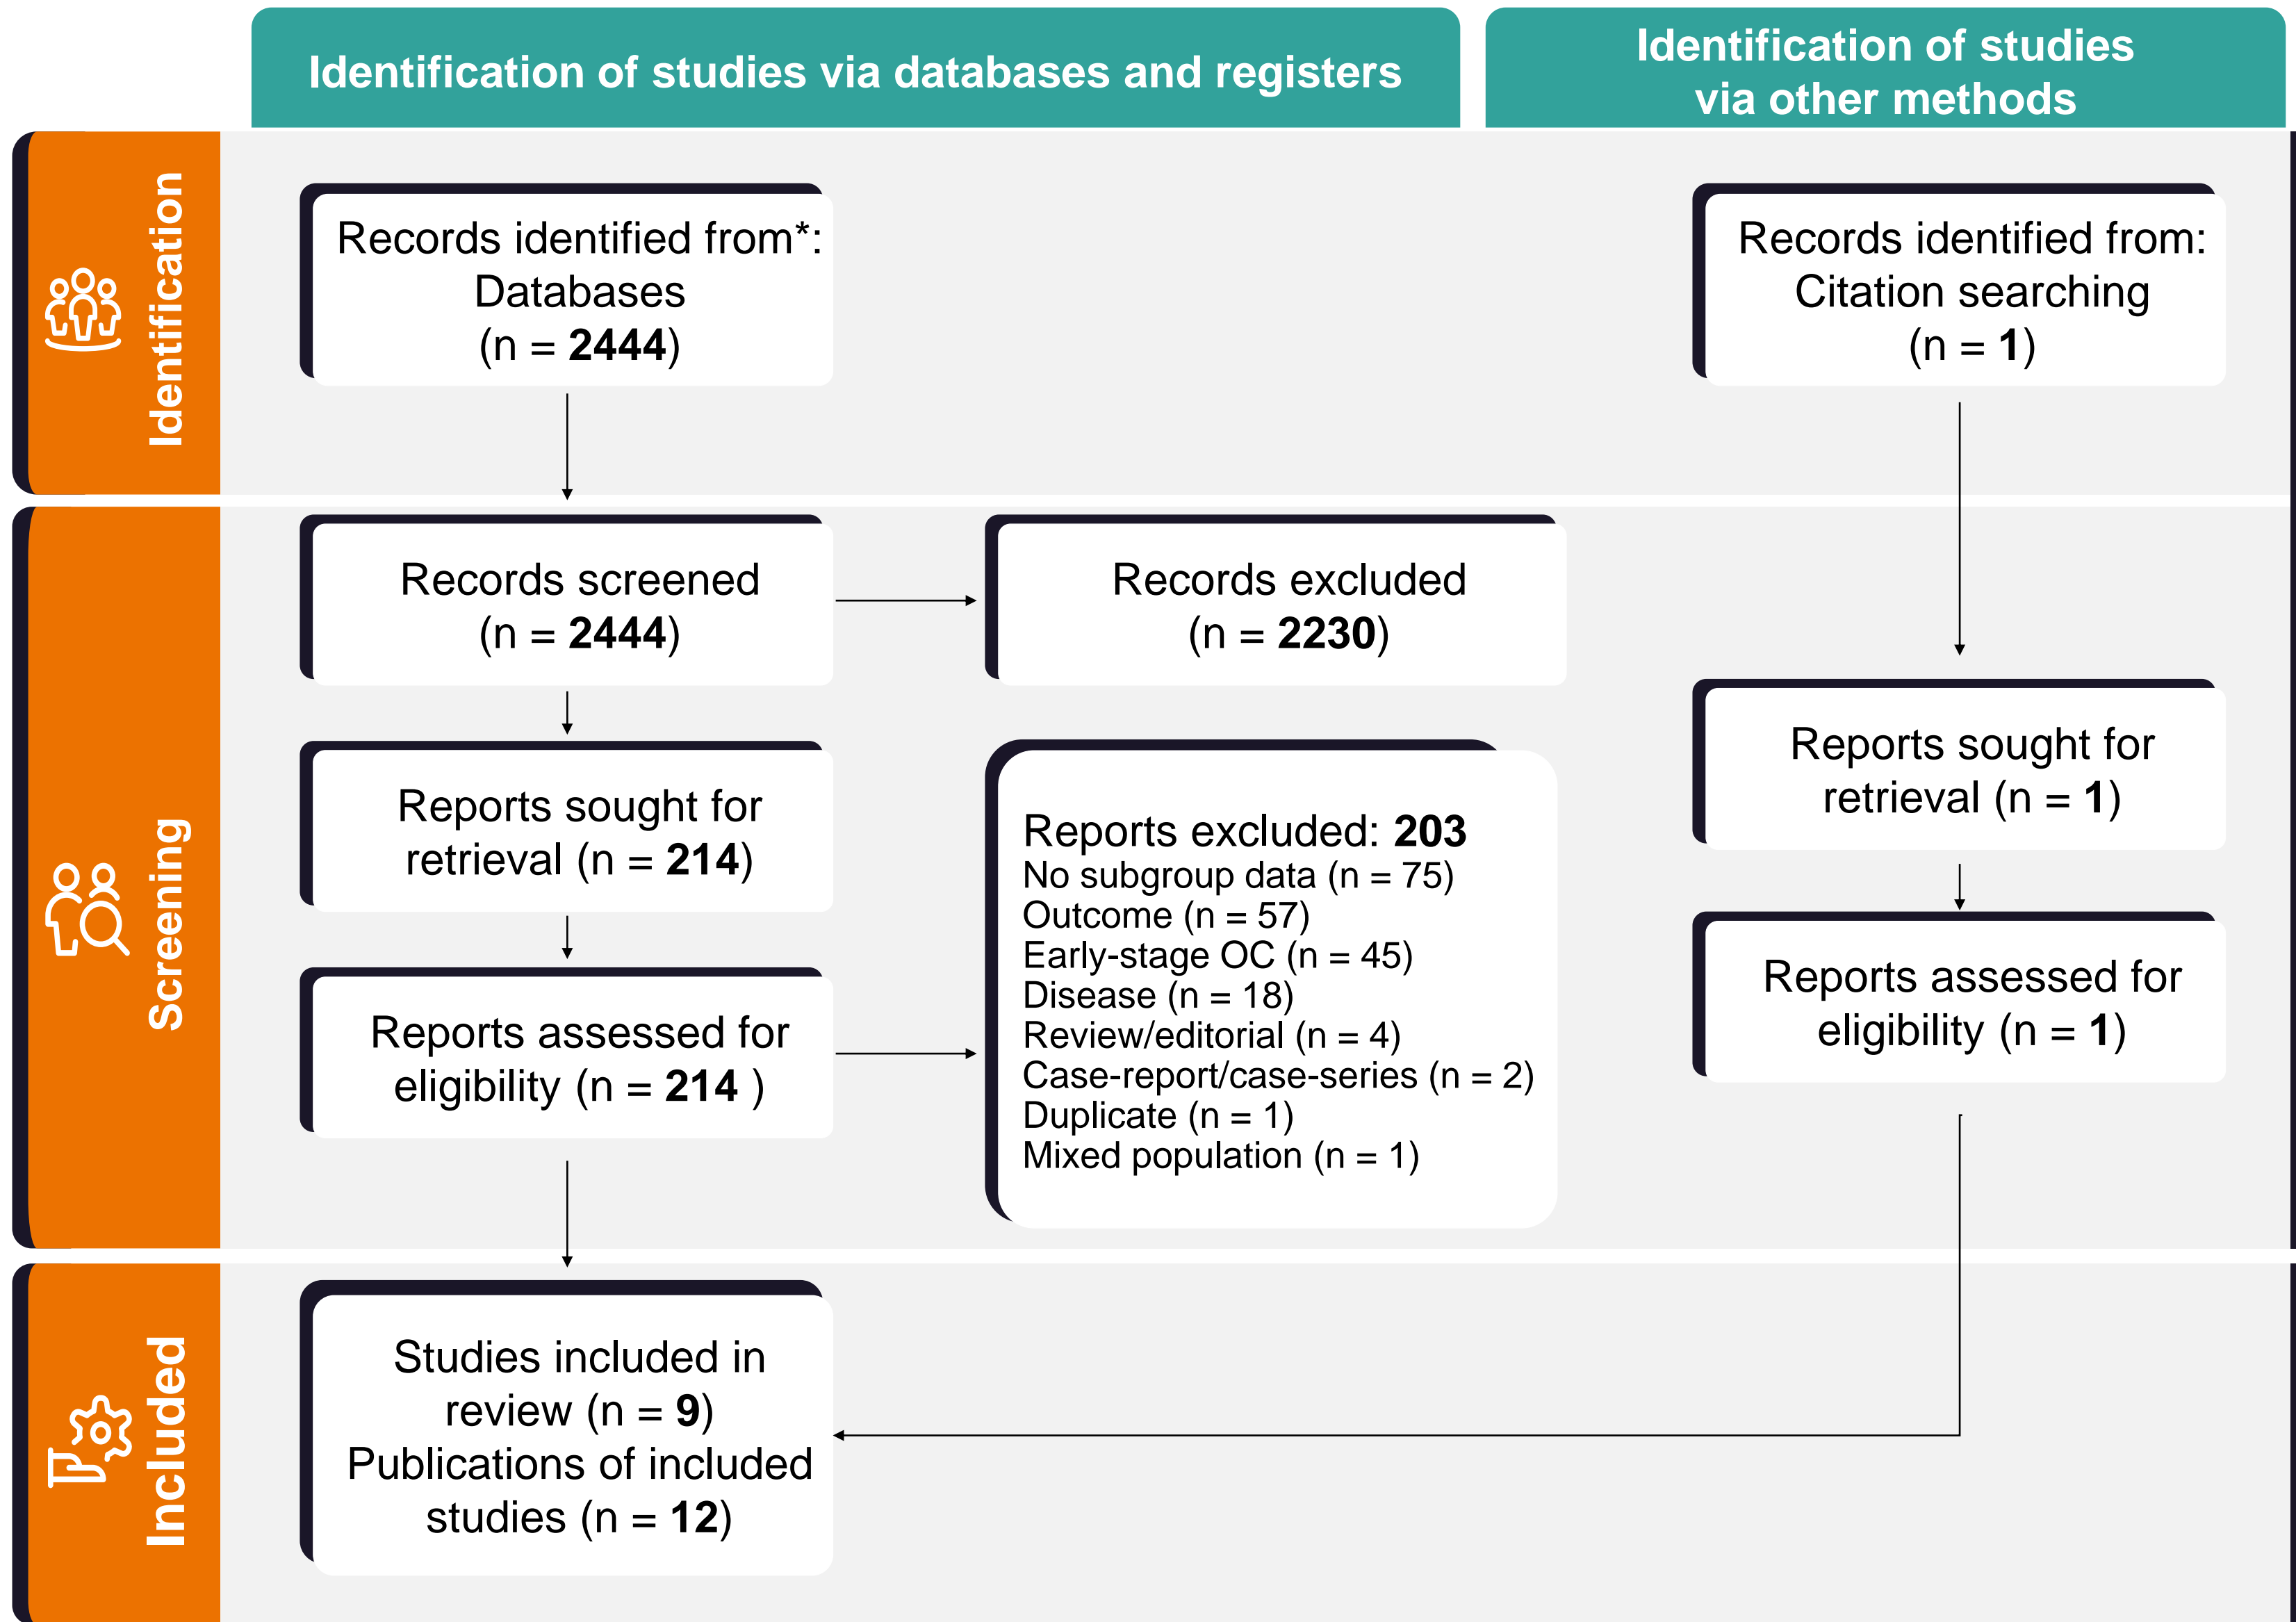 Identification of studies via databases and registers
Identification of studies
via other methods
Identification
Records identified from*:
Databases
(n = 2444)
Records identified from:
Citation searching
(n = 1)
Screening
Records screened
(n = 2444)
Records excluded
(n = 2230)
Reports sought for
retrieval (n = 214)
Reports sought for
retrieval (n = 1)
Reports assessed for
eligibility (n = 214 )
Reports excluded: 203
No subgroup data (n = 75)
Outcome (n = 57)
Early-stage OC (n = 45)
Disease (n = 18)
Review/editorial (n = 4)
Case-report/case-series (n = 2)
Duplicate (n = 1)
Mixed population (n = 1)
Reports assessed for
eligibility (n = 1)
Included
Studies included in
review (n = 9)
Publications of included
studies (n = 12)